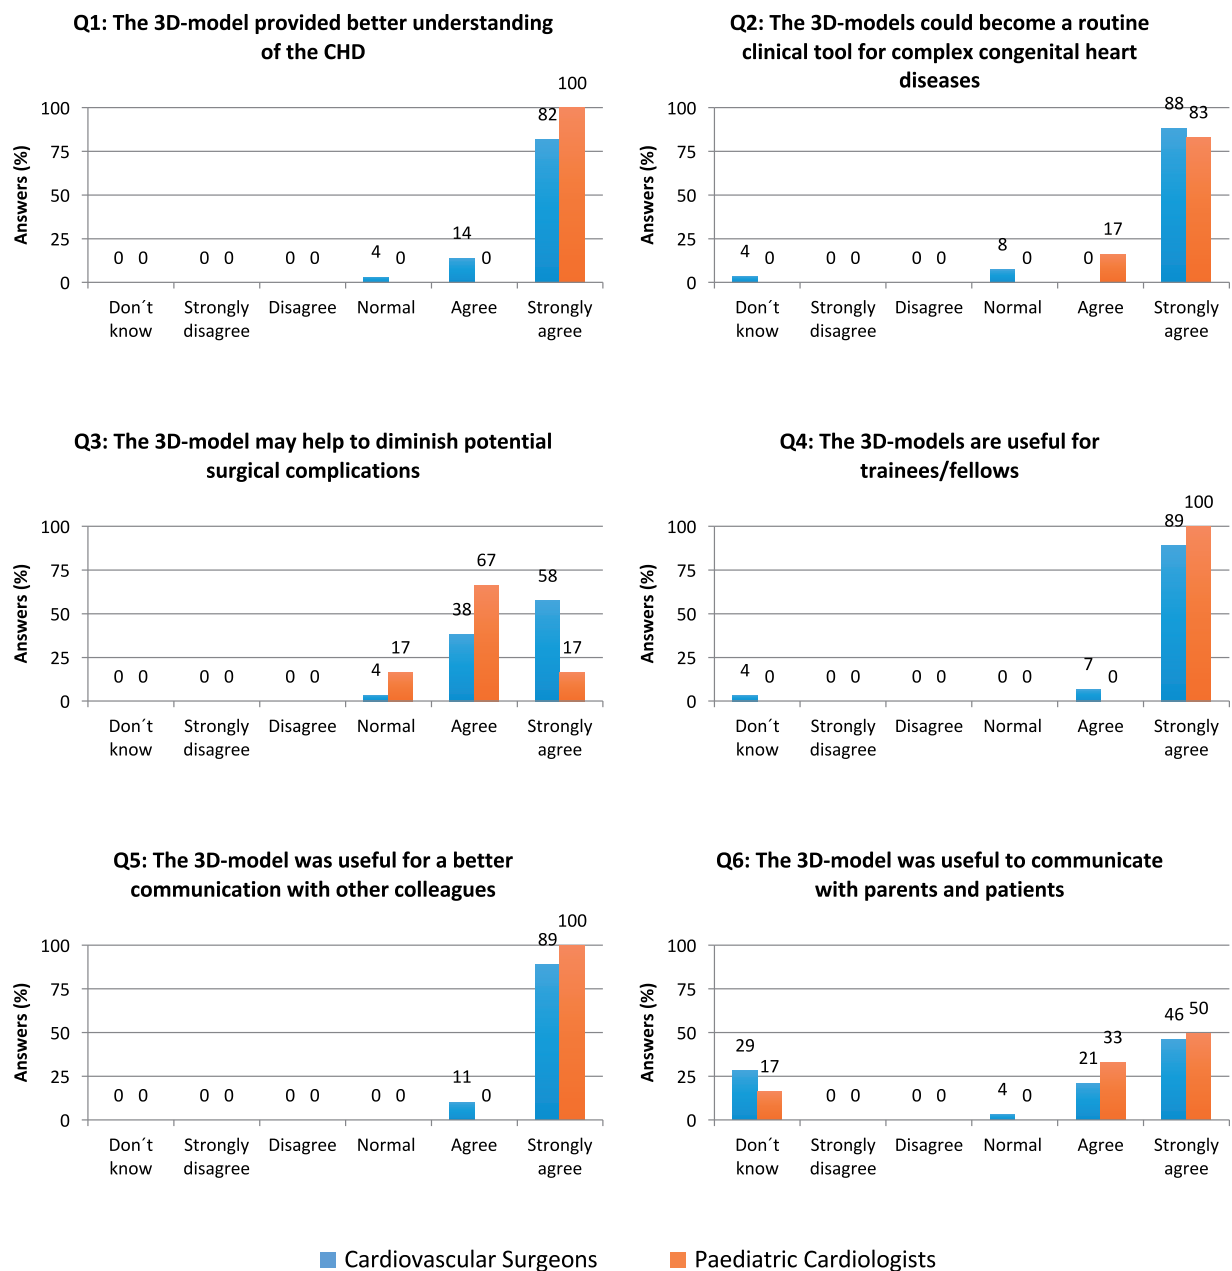 Q1: The 3D-model provided better understanding
of the CHD
100
82
100
75
50
25
0
Answers (%)
0 0 0 0 0 0 4 0 14 0
Don´t know
Strongly disagree
Disagree
Normal
Agree
Strongly agree
Q2: The 3D-models could become a routine
clinical tool for complex congenital heart
diseases
88
83
100
75
50
25
0
Answers (%)
4 0 0 0 0 0 8 0 0 17
Don´t know
Strongly disagree
Disagree
Normal
Agree
Strongly agree
Q3: The 3D-model may help to diminish potential
surgical complications
100
75
50
25
0
Answers (%)
0 0 0 0 0 0 4 17 38 67 58 17
Don´t know
Strongly disagree
Disagree
Normal
Agree
Strongly agree
Q4: The 3D-models are useful for
trainees/fellows
89
100
100
75
50
25
0
Answers (%)
4 0 0 0 0 0 0 0 7 0
Don´t know
Strongly disagree
Disagree
Normal
Agree
Strongly agree
Q5: The 3D-model was useful for a better
communication with other colleagues
89
100
100
75
50
25
0
Answers (%)
0 0 0 0 0 0 0 0 11 0
Don´t know
Strongly disagree
Disagree
Normal
Agree
Strongly agree
Q6: The 3D-model was useful to communicate
with parents and patients
100
75
50
25
0
Answers (%)
29 17 0 0 0 0 4 0 21 33 46 50
Don´t know
Strongly disagree
Disagree
Normal
Agree
Strongly agree
Cardiovascular Surgeons
Paediatric Cardiologists